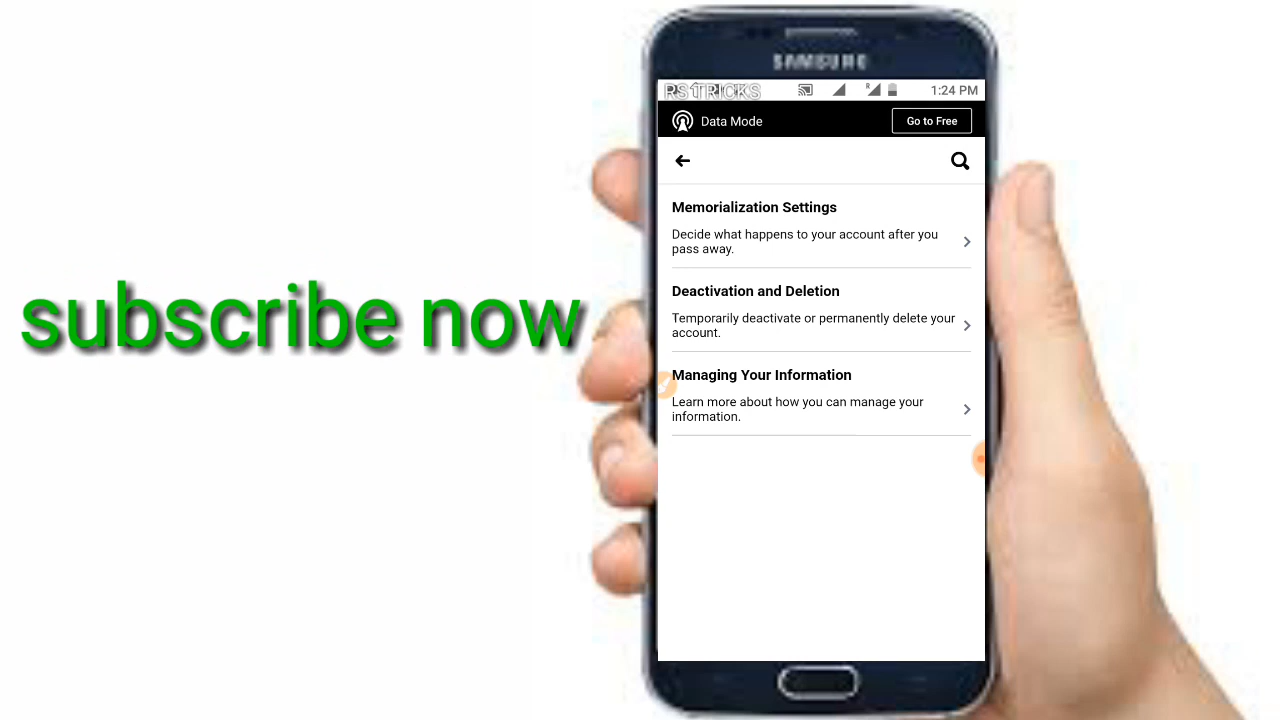 subscribe now
SAMSUNG
RS TRICKS
1:24 PM
Data Mode
Go to Free
Memorialization Settings
Decide what happens to your account after you
pass away.
Deactivation and Deletion
Temporarily deactivate or permanently delete your
account.
Managing Your Information
Learn more about how you can manage your
information.